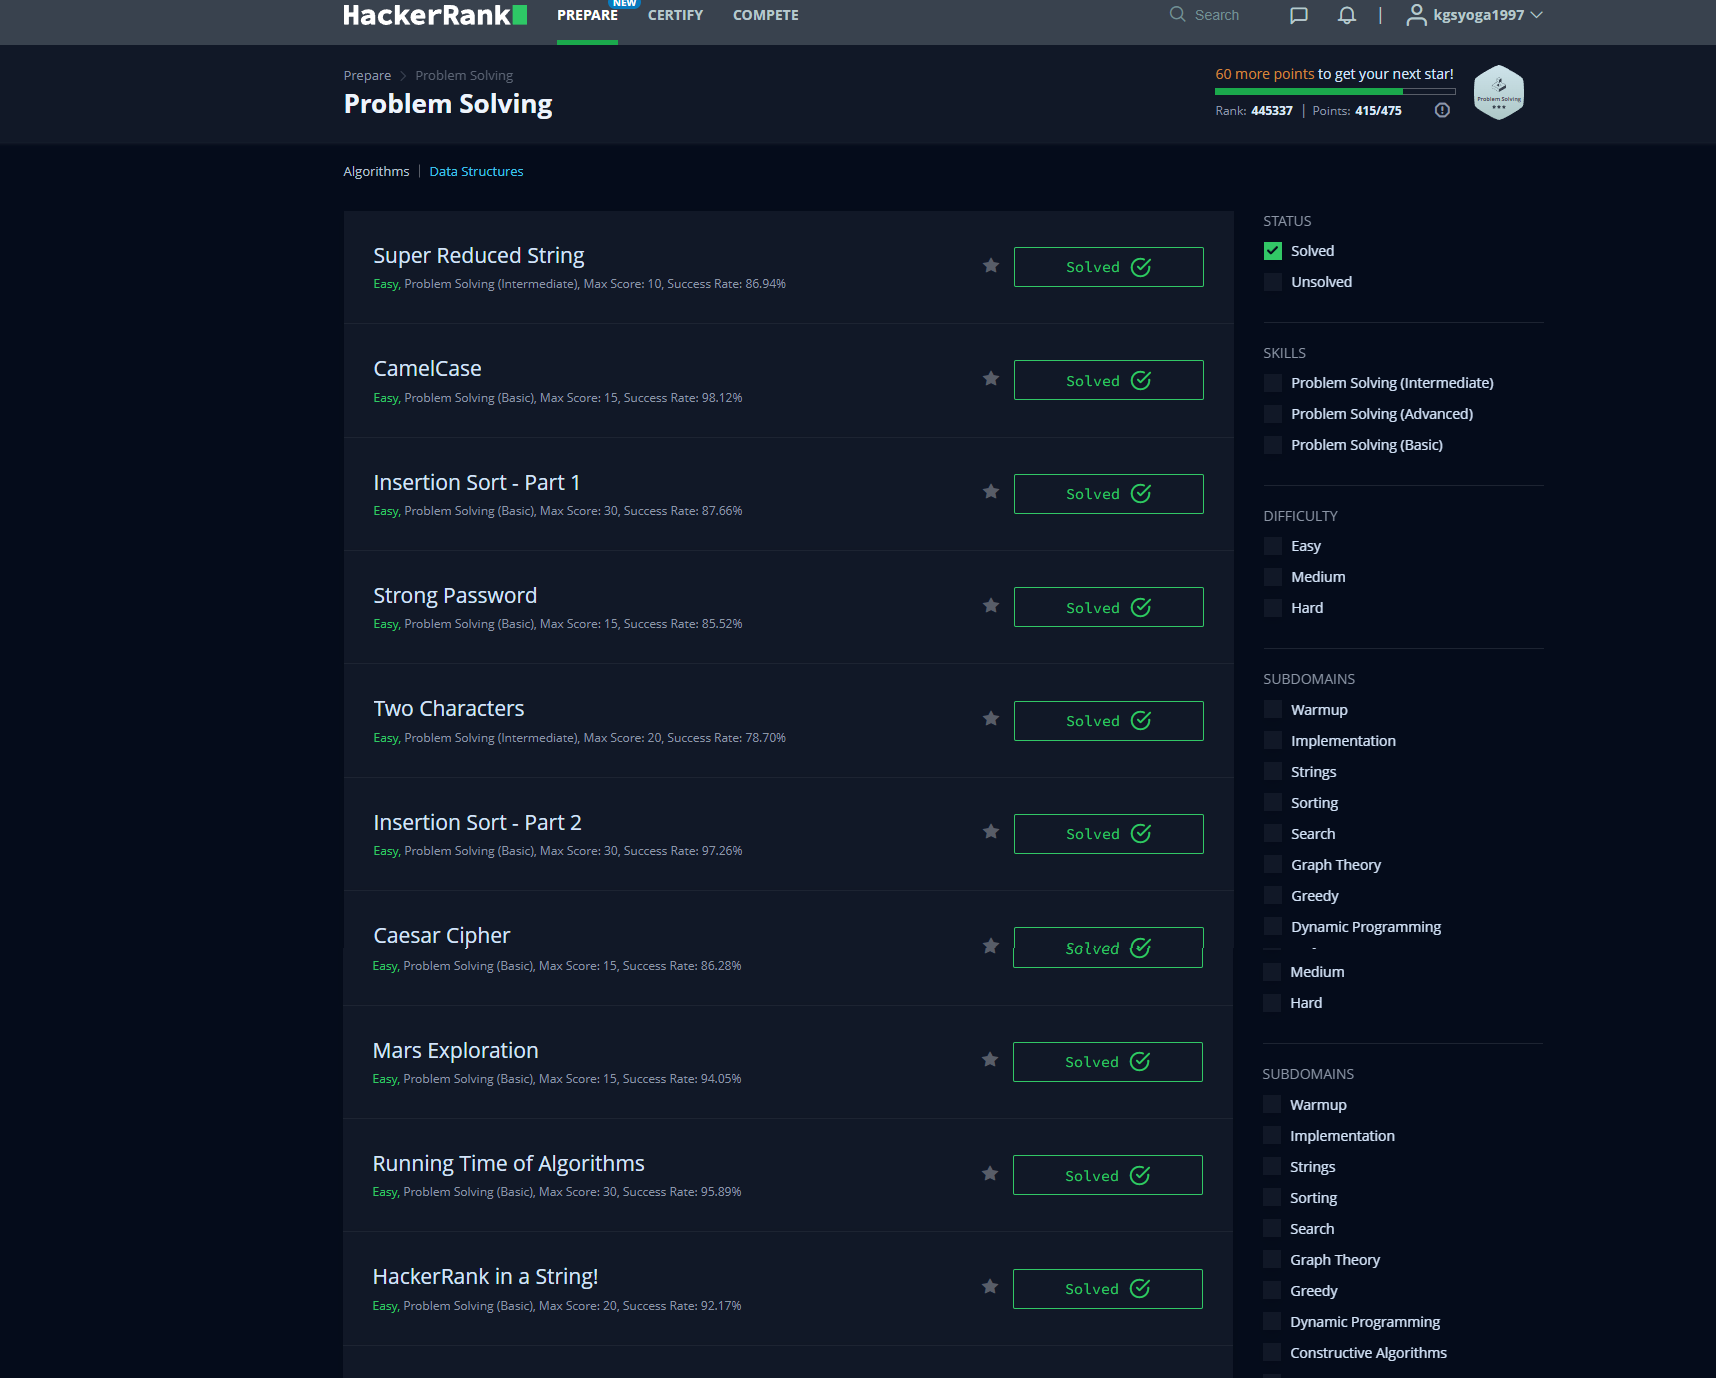 HackerRank
PREPARE
NEW
CERTIFY
COMPETE
Search
kgsyoga1997
Prepare
Problem Solving
Problem Solving
60 more points to get your next star!
Rank: 445337 | Points: 415/475
Problem Solving
Algorithms
Data Structures
Super Reduced String
Easy, Problem Solving (Intermediate), Max Score: 10, Success Rate: 86.94%
Solved
CamelCase
Easy, Problem Solving (Basic), Max Score: 15, Success Rate: 98.12%
Solved
Insertion Sort - Part 1
Easy, Problem Solving (Basic), Max Score: 30, Success Rate: 87.66%
Solved
Strong Password
Easy, Problem Solving (Basic), Max Score: 15, Success Rate: 85.52%
Solved
Two Characters
Easy, Problem Solving (Intermediate), Max Score: 20, Success Rate: 78.70%
Solved
Insertion Sort - Part 2
Easy, Problem Solving (Basic), Max Score: 30, Success Rate: 97.26%
Solved
Caesar Cipher
Easy, Problem Solving (Basic), Max Score: 15, Success Rate: 86.28%
Solved
Mars Exploration
Easy, Problem Solving (Basic), Max Score: 15, Success Rate: 94.05%
Solved
Running Time of Algorithms
Easy, Problem Solving (Basic), Max Score: 30, Success Rate: 95.89%
Solved
HackerRank in a String!
Easy, Problem Solving (Basic), Max Score: 20, Success Rate: 92.17%
Solved
STATUS
Solved
Unsolved
SKILLS
Problem Solving (Intermediate)
Problem Solving (Advanced)
Problem Solving (Basic)
DIFFICULTY
Easy
Medium
Hard
SUBDOMAINS
Warmup
Implementation
Strings
Sorting
Search
Graph Theory
Greedy
Dynamic Programming
Medium
Hard
SUBDOMAINS
Warmup
Implementation
Strings
Sorting
Search
Graph Theory
Greedy
Dynamic Programming
Constructive Algorithms